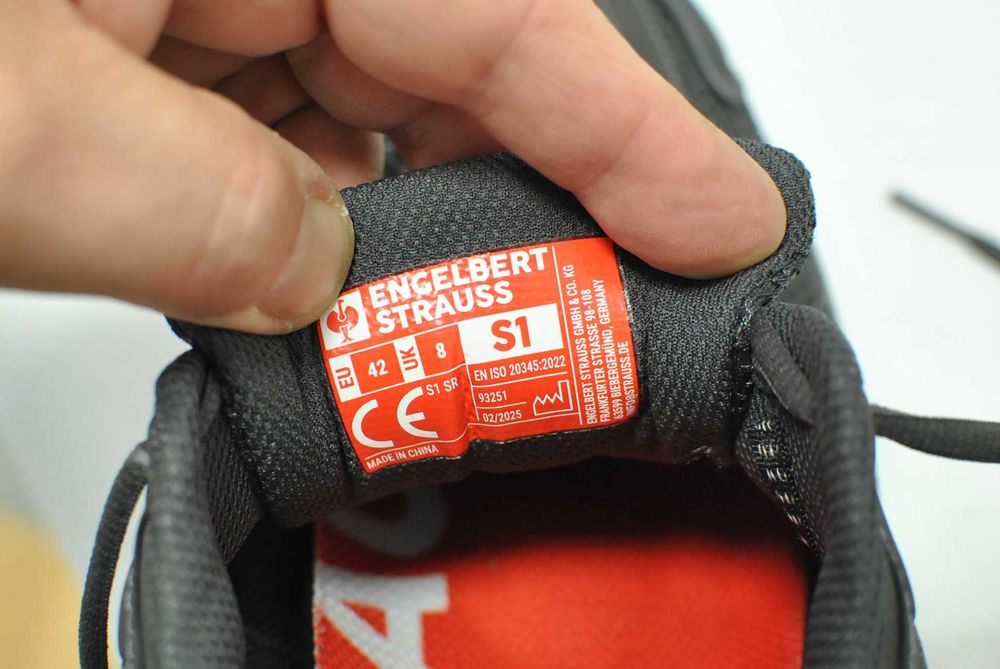 ENGELBERT
STRAUSS
EU 42 UK 8
S1
S1 SR
EN ISO 20345:2022
93251
02/2025
CE
MADE IN CHINA
ENGELBERT STRAUSS GMBH & CO. KG
FRANKFURTER STRASSE 98-108
63599 BIEBERGEMÜND, GERMANY
INFO@STRAUSS.DE